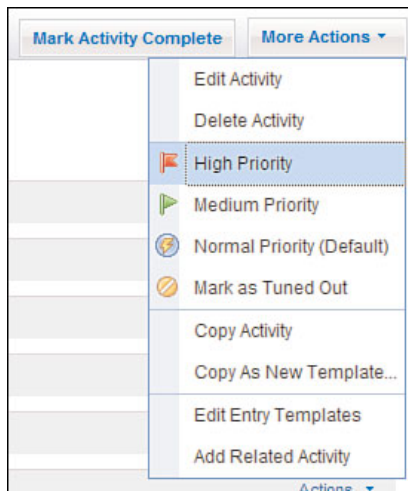 Mark Activity Complete
More Actions
Edit Activity
Delete Activity
High Priority
Medium Priority
Normal Priority (Default)
Mark as Tuned Out
Copy Activity
Copy As New Template...
Edit Entry Templates
Add Related Activity
Actions